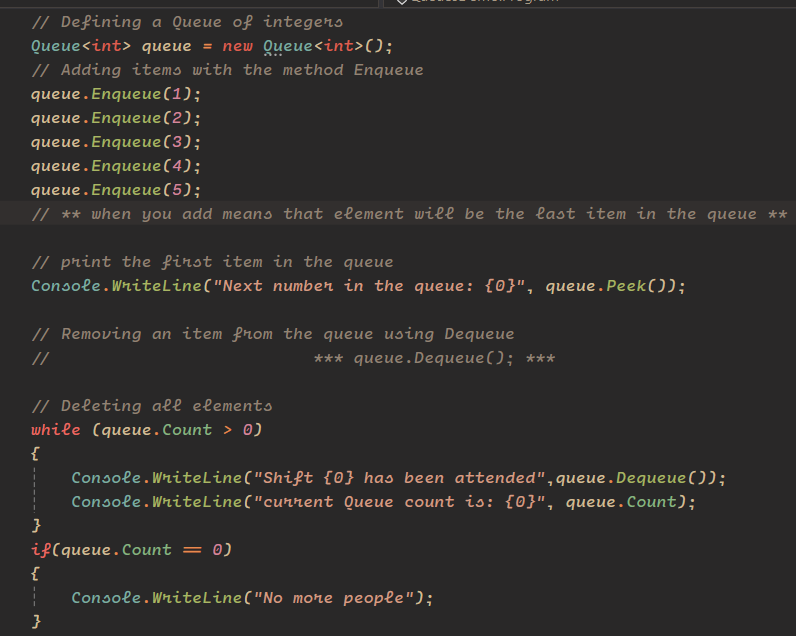 // Defining a Queue of integers
Queue<int> queue = new Queue<int>();
// Adding items with the method Enqueue
queue.Enqueue(1);
queue.Enqueue(2);
queue.Enqueue(3);
queue.Enqueue(4);
queue.Enqueue(5);
// ** when you add means that element will be the last item in the queue **
// print the first item in the queue
Console.WriteLine("Next number in the queue: {0}", queue.Peek());
// Removing an item from the queue using Dequeue
// *** queue.Dequeue(); ***
// Deleting all elements
while (queue.Count > 0)
{
Console.WriteLine("Shift {0} has been attended",queue.Dequeue());
Console.WriteLine("current Queue count is: {0}", queue.Count);
}
if(queue.Count == 0)
{
Console.WriteLine("No more people");
}